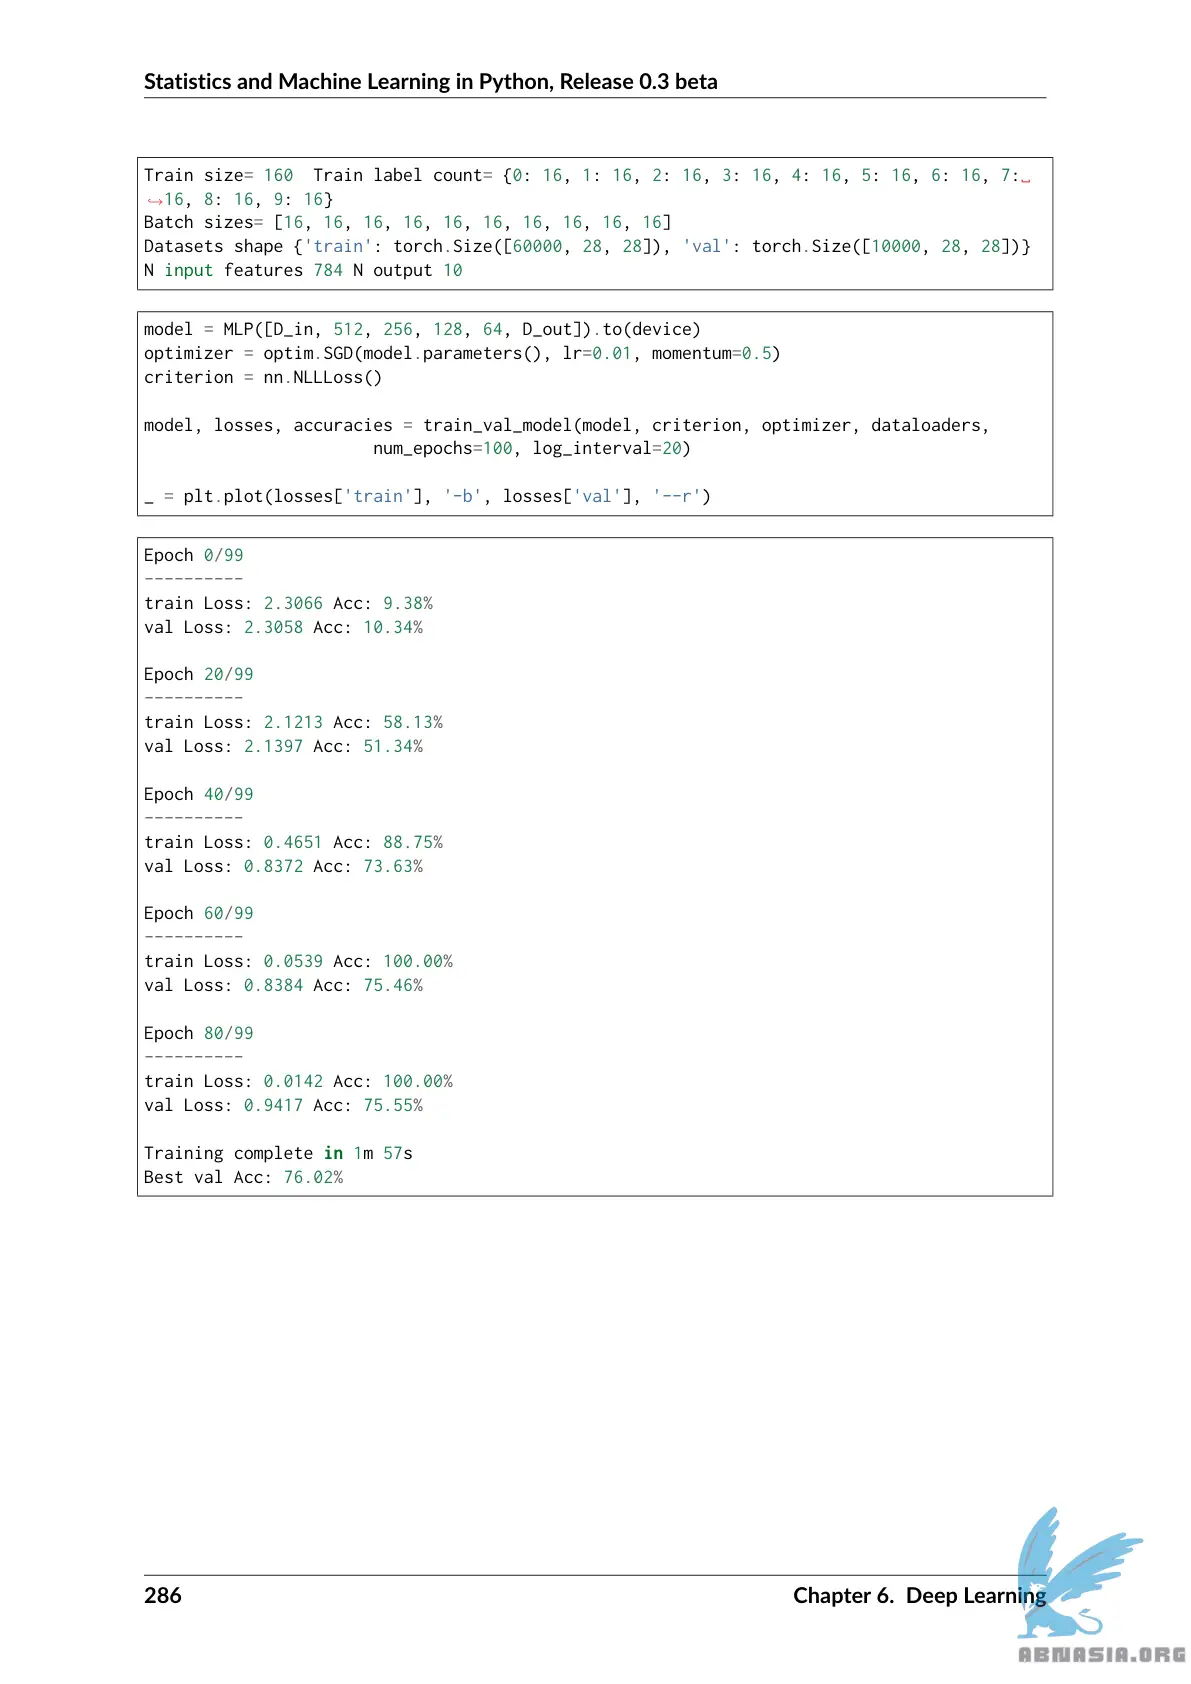 Statistics and Machine Learning in Python, Release 0.3 beta
Train size= 160  Train label count= {0: 16, 1: 16, 2: 16, 3: 16, 4: 16, 5: 16, 6: 16, 7:␣
↪16, 8: 16, 9: 16}
Batch sizes= [16, 16, 16, 16, 16, 16, 16, 16, 16, 16]
Datasets shape {'train': torch.Size([60000, 28, 28]), 'val': torch.Size([10000, 28, 28])}
N input features 784 N output 10
model = MLP([D_in, 512, 256, 128, 64, D_out]).to(device)
optimizer = optim.SGD(model.parameters(), lr=0.01, momentum=0.5)
criterion = nn.NLLLoss()
model, losses, accuracies = train_val_model(model, criterion, optimizer, dataloaders,
num_epochs=100, log_interval=20)
_ = plt.plot(losses['train'], '-b', losses['val'], '--r')
Epoch 0/99
----------
train Loss: 2.3066 Acc: 9.38%
val Loss: 2.3058 Acc: 10.34%
Epoch 20/99
----------
train Loss: 2.1213 Acc: 58.13%
val Loss: 2.1397 Acc: 51.34%
Epoch 40/99
----------
train Loss: 0.4651 Acc: 88.75%
val Loss: 0.8372 Acc: 73.63%
Epoch 60/99
----------
train Loss: 0.0539 Acc: 100.00%
val Loss: 0.8384 Acc: 75.46%
Epoch 80/99
----------
train Loss: 0.0142 Acc: 100.00%
val Loss: 0.9417 Acc: 75.55%
Training complete in 1m 57s
Best val Acc: 76.02%
286 Chapter 6. Deep Learning
ABNASIA.ORG